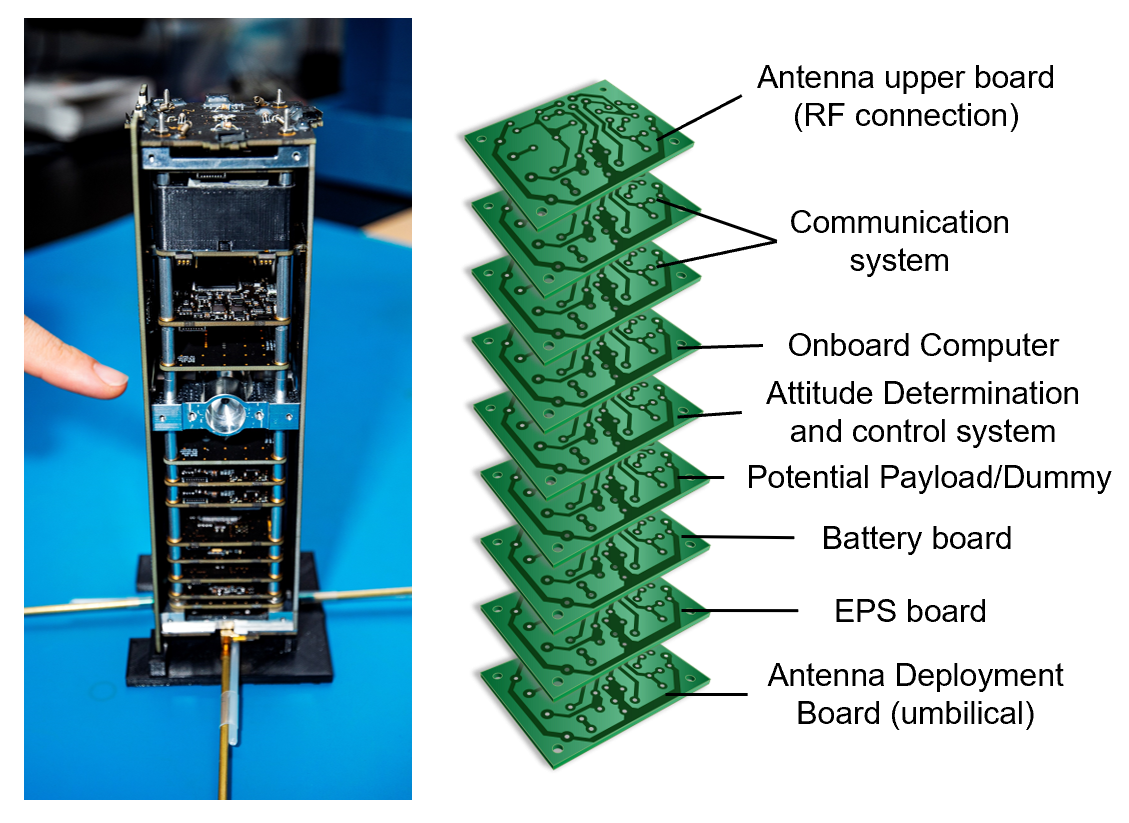 Antenna upper board
(RF connection)
Communication
system
Onboard Computer
Attitude Determination
and control system
Potential Payload/Dummy
Battery board
EPS board
Antenna Deployment
Board (umbilical)